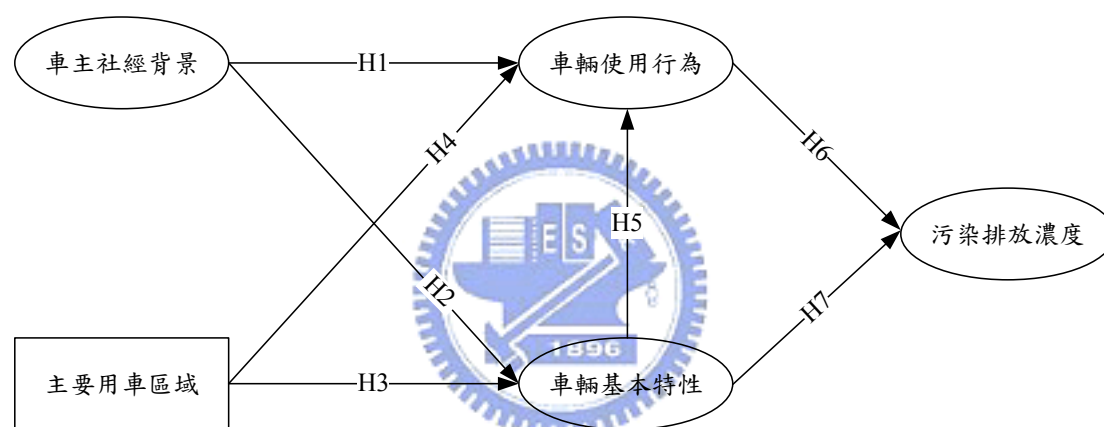 車主社經背景
H1
車輛使用行為
H4
H6
H5
E S
污染排放濃度
H2
H7
1896
主要用車區域
H3
車輛基本特性